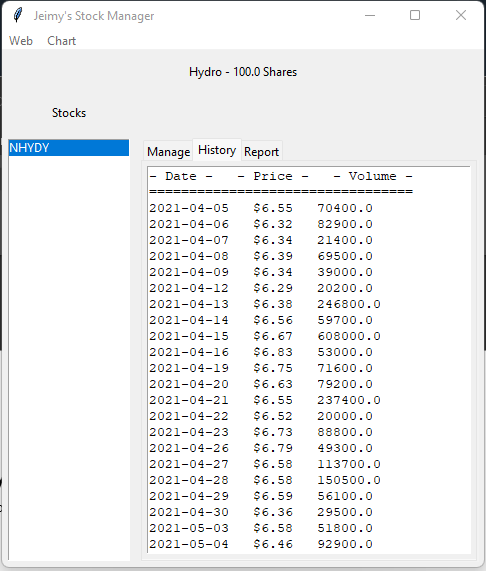 Jeimy's Stock Manager
Web Chart
Hydro - 100.0 Shares
Stocks
NHYDY
Manage History Report
- Date - - Price - - Volume -
=================================
2021-04-05 $6.55 70400.0
2021-04-06 $6.32 82900.0
2021-04-07 $6.34 21400.0
2021-04-08 $6.39 69500.0
2021-04-09 $6.34 39000.0
2021-04-12 $6.29 20200.0
2021-04-13 $6.38 246800.0
2021-04-14 $6.56 59700.0
2021-04-15 $6.67 608000.0
2021-04-16 $6.83 53000.0
2021-04-19 $6.75 71600.0
2021-04-20 $6.63 79200.0
2021-04-21 $6.55 237400.0
2021-04-22 $6.52 20000.0
2021-04-23 $6.73 88800.0
2021-04-26 $6.79 49300.0
2021-04-27 $6.58 113700.0
2021-04-28 $6.58 150500.0
2021-04-29 $6.59 56100.0
2021-04-30 $6.36 29500.0
2021-05-03 $6.58 51800.0
2021-05-04 $6.46 92900.0